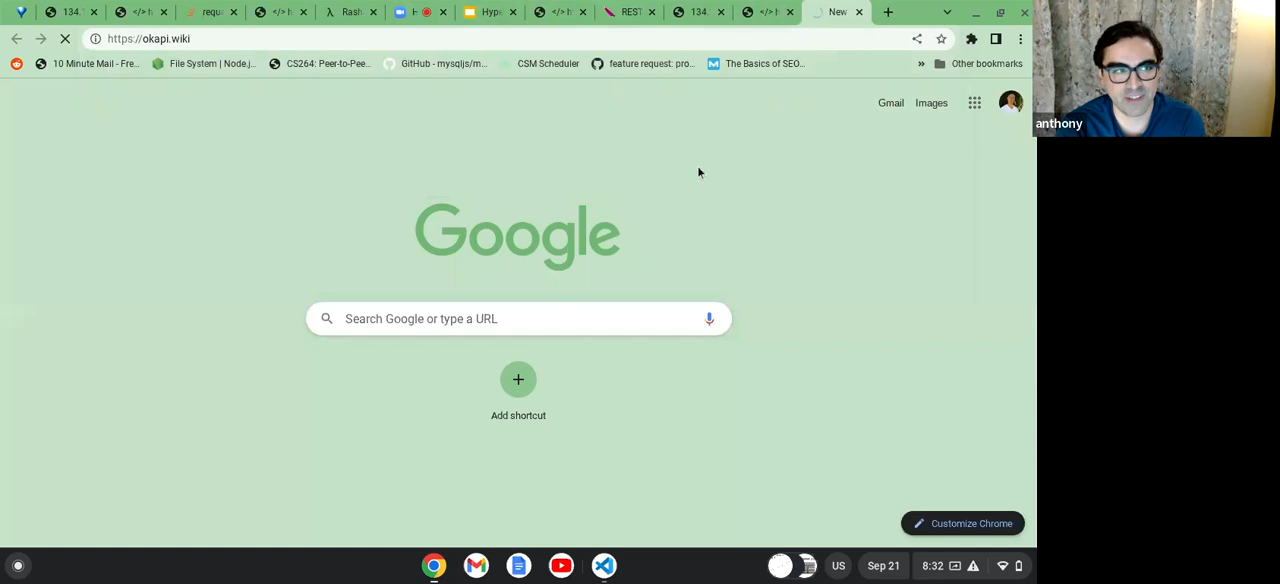 134.
</> h
requ
</> h
Rash
H
Hype
</> h
REST
134.
</> h
New
https://okapi.wiki
10 Minute Mail - Fre...
File System | Node.j...
CS264: Peer-to-Pee...
GitHub - mysqljs/m...
CSM Scheduler
feature request: pro...
The Basics of SEO...
»
Other bookmarks
Gmail
Images
anthony
Google
Search Google or type a URL
Add shortcut
Customize Chrome
US
Sep 21
8:32